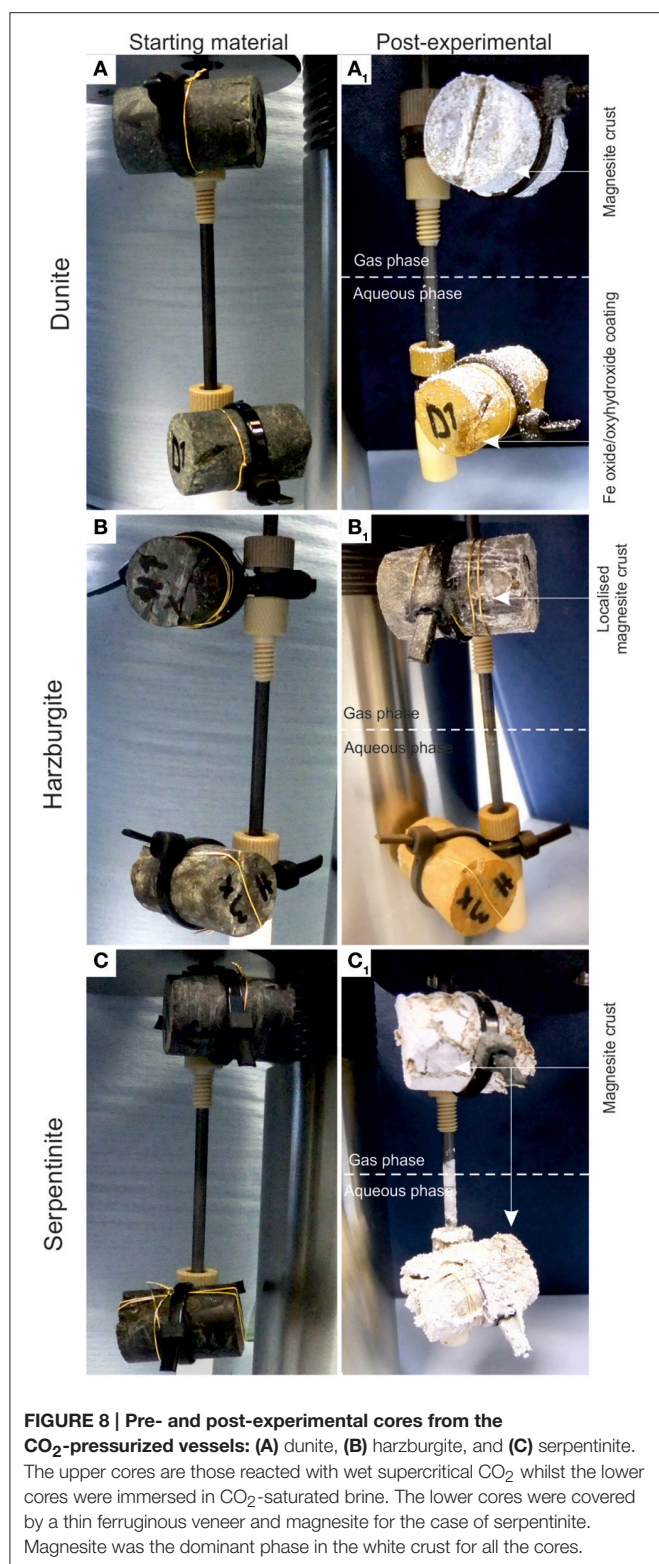 Starting material
Post-experimental
A
A1
Dunite
Magnesite crust
Gas phase
Aqueous phase
Fe oxide/oxyhydroxide coating
D1
D1
B
B1
Harzburgite
Localised
magnesite crust
Gas phase
Aqueous phase
C
C1
Serpentinite
Magnesite crust
Gas phase
Aqueous phase
FIGURE 8 | Pre- and post-experimental cores from the
CO2-pressurized vessels: (A) dunite, (B) harzburgite, and (C) serpentinite.
The upper cores are those reacted with wet supercritical CO2 whilst the lower
cores were immersed in CO2-saturated brine. The lower cores were covered
by a thin ferruginous veneer and magnesite for the case of serpentinite.
Magnesite was the dominant phase in the white crust for all the cores.